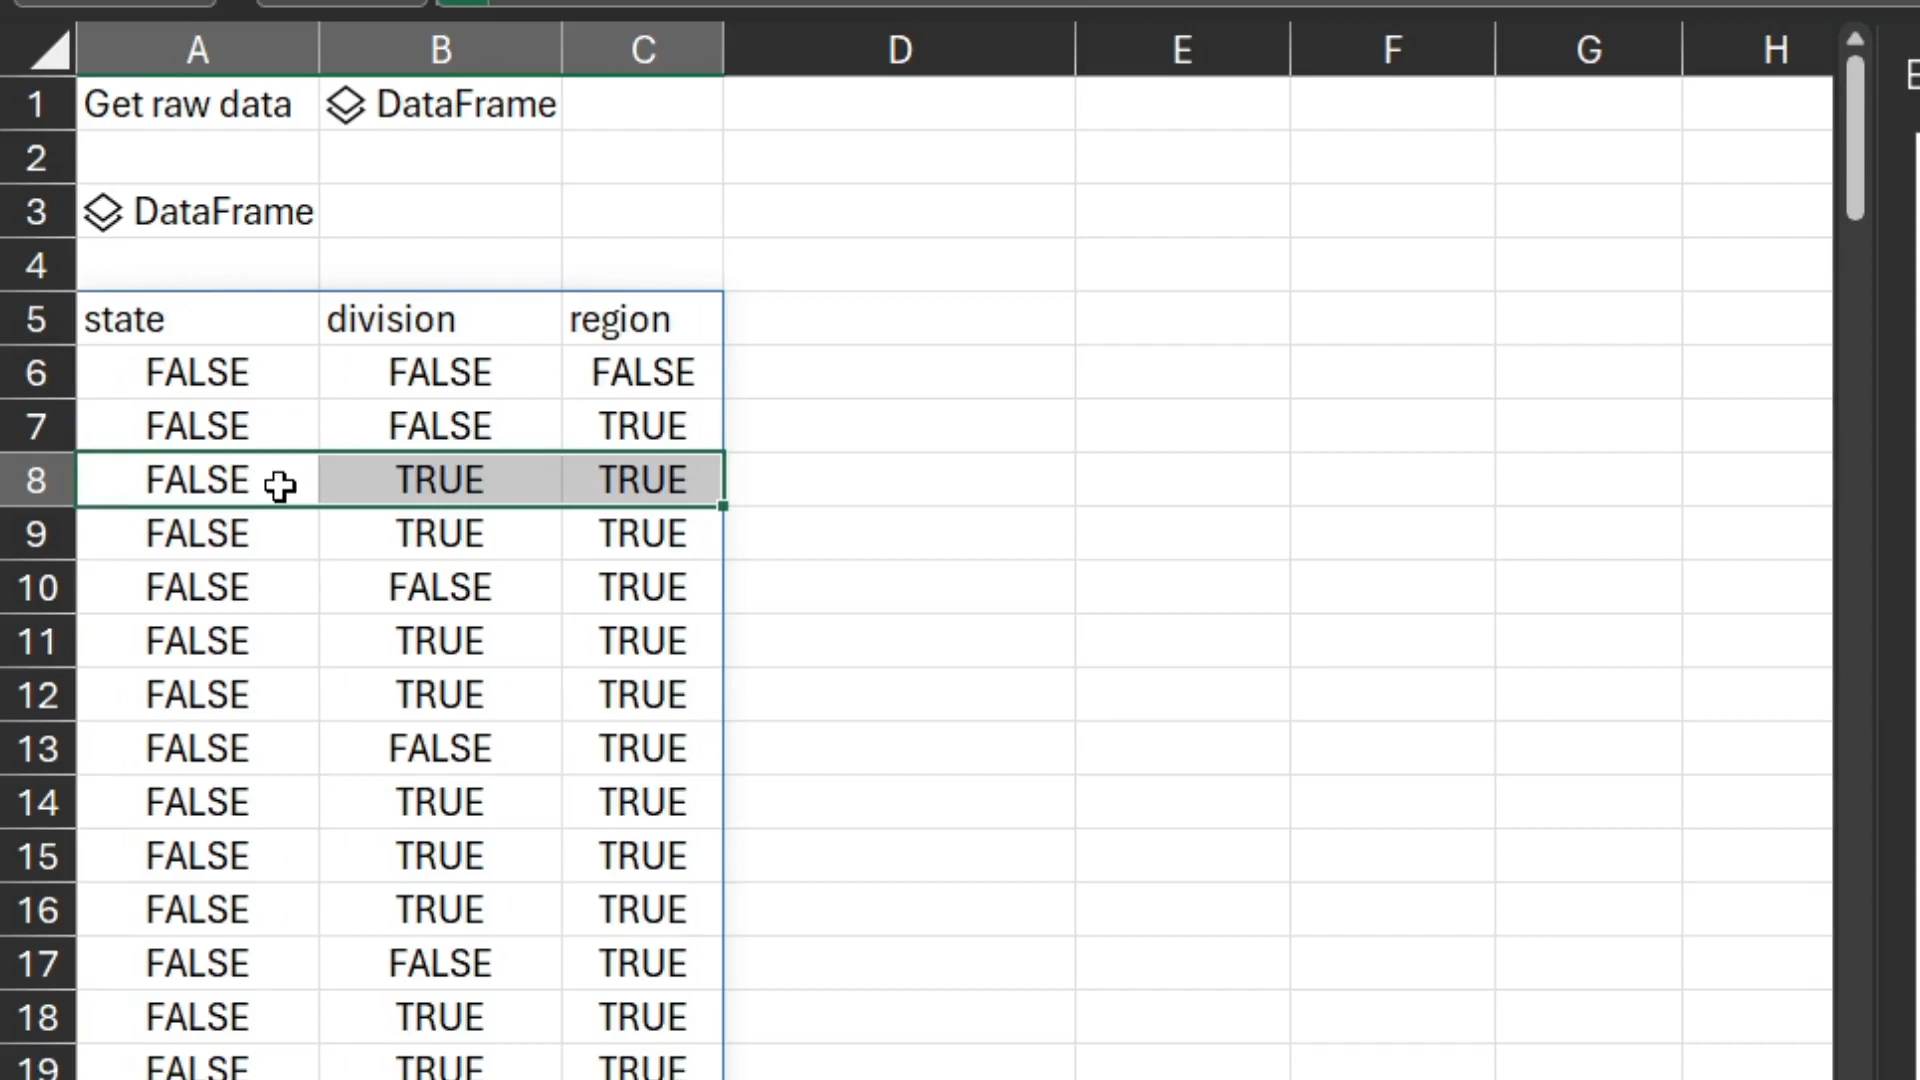 A B C D E F G H
1 Get raw data DataFrame
2
3 DataFrame
4
5 state division region
6 FALSE FALSE FALSE
7 FALSE FALSE TRUE
8 FALSE TRUE TRUE
9 FALSE TRUE TRUE
10 FALSE FALSE TRUE
11 FALSE TRUE TRUE
12 FALSE TRUE TRUE
13 FALSE FALSE TRUE
14 FALSE TRUE TRUE
15 FALSE TRUE TRUE
16 FALSE TRUE TRUE
17 FALSE FALSE TRUE
18 FALSE TRUE TRUE
19 FALSE TRUE TRUE